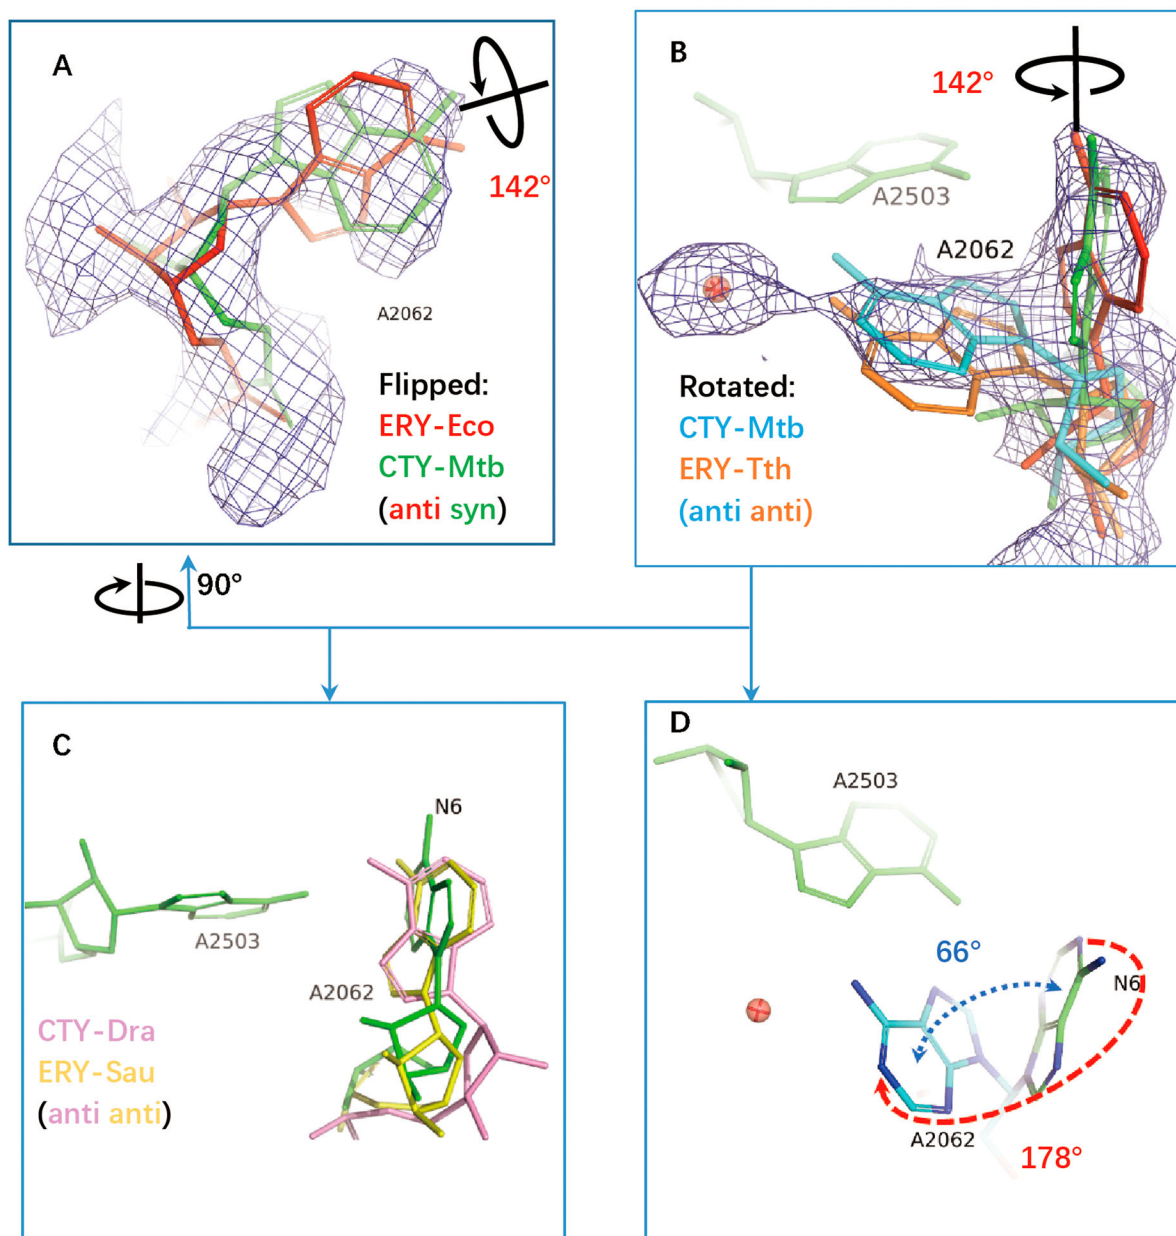 A
142°
A2062
Flipped:
ERY-Eco
CTY-Mtb
(anti syn)
B
142°
A2503
A2062
Rotated:
CTY-Mtb
ERY-Tth
(anti anti)
90°
C
N6
A2503
A2062
CTY-Dra
ERY-Sau
(anti anti)
D
A2503
66°
N6
A2062
178°